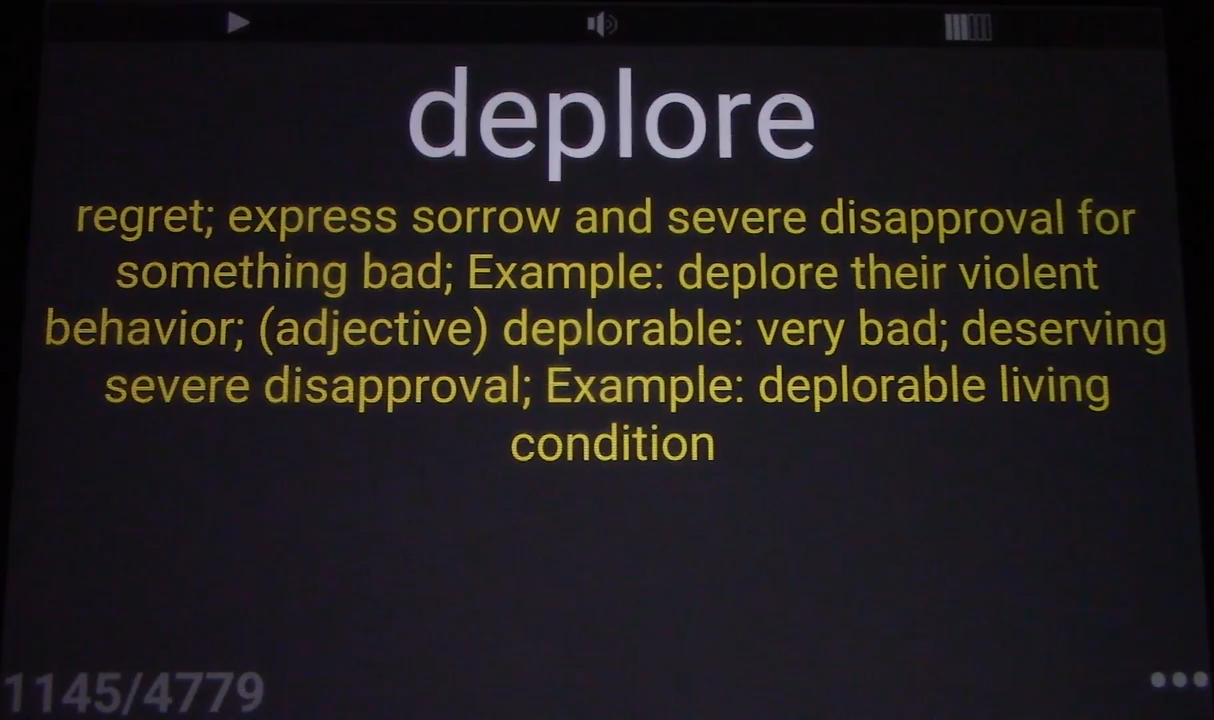 deplore
regret; express sorrow and severe disapproval for
something bad; Example: deplore their violent
behavior; (adjective) deplorable: very bad; deserving
severe disapproval; Example: deplorable living
condition
1145/4779